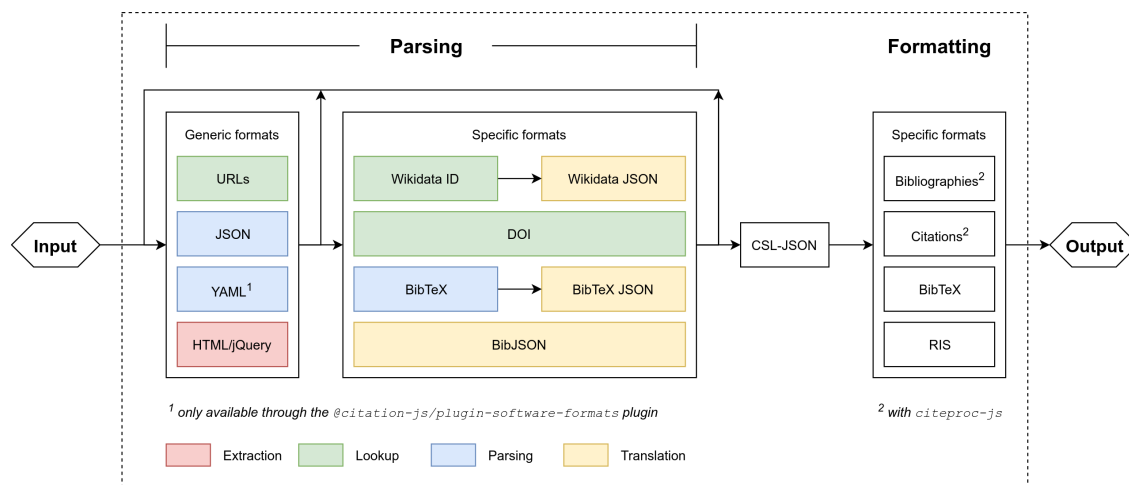 Parsing
Formatting
Generic formats
URLs
JSON
YAML1
HTML/jQuery
Specific formats
Wikidata ID
Wikidata JSON
DOI
BibTeX
BibTeX JSON
BibJSON
Specific formats
Bibliographies2
Citations2
BibTeX
RIS
Input
CSL-JSON
Output
1 only available through the @citation-js/plugin-software-formats plugin
2 with citeproc-js
Extraction
Lookup
Parsing
Translation